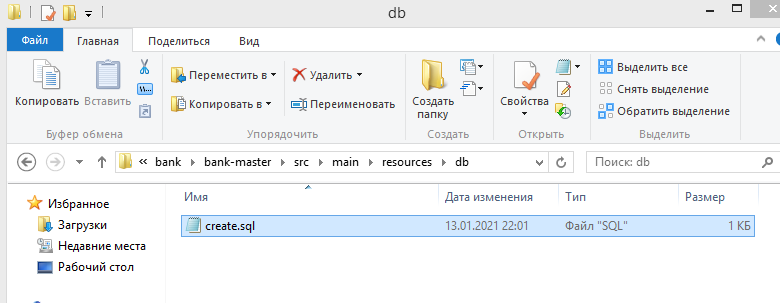 db
Файл
Главная
Поделиться
Вид
Копировать
Вставить
Буфер обмена
Переместить в
Копировать в
Удалить
Переименовать
Упорядочить
Создать папку
Создать
Свойства
Открыть
Выделить все
Снять выделение
Обратить выделение
Выделить
« bank bank-master src main resources db
Поиск: db
Избранное
Загрузки
Недавние места
Рабочий стол
Имя Дата изменения Тип Размер
create.sql 13.01.2021 22:01 Файл "SQL" 1 КБ